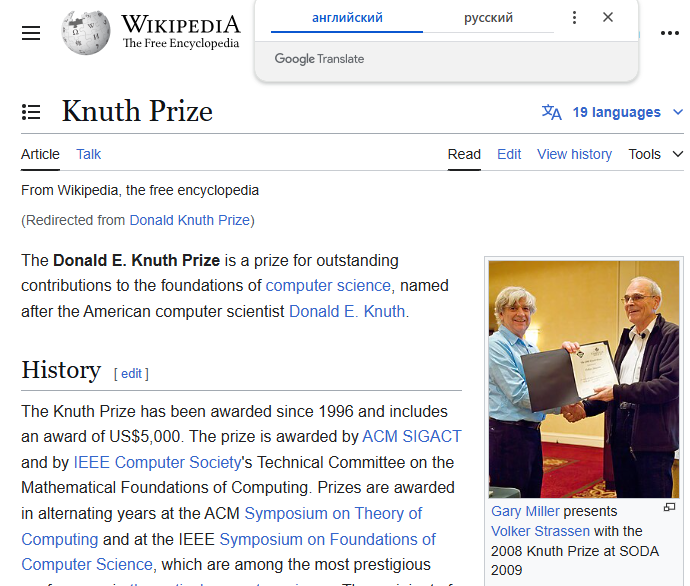 WIKIPEDIA
The Free Encyclopedia
английский русский
Google Translate
Knuth Prize
19 languages
Article Talk Read Edit View history Tools
From Wikipedia, the free encyclopedia
(Redirected from Donald Knuth Prize)
The Donald E. Knuth Prize is a prize for outstanding
contributions to the foundations of computer science, named
after the American computer scientist Donald E. Knuth.
History [ edit ]
The Knuth Prize has been awarded since 1996 and includes
an award of US$5,000. The prize is awarded by ACM SIGACT
and by IEEE Computer Society's Technical Committee on the
Mathematical Foundations of Computing. Prizes are awarded
in alternating years at the ACM Symposium on Theory of
Computing and at the IEEE Symposium on Foundations of
Computer Science, which are among the most prestigious
Gary Miller presents
Volker Strassen with the
2008 Knuth Prize at SODA
2009